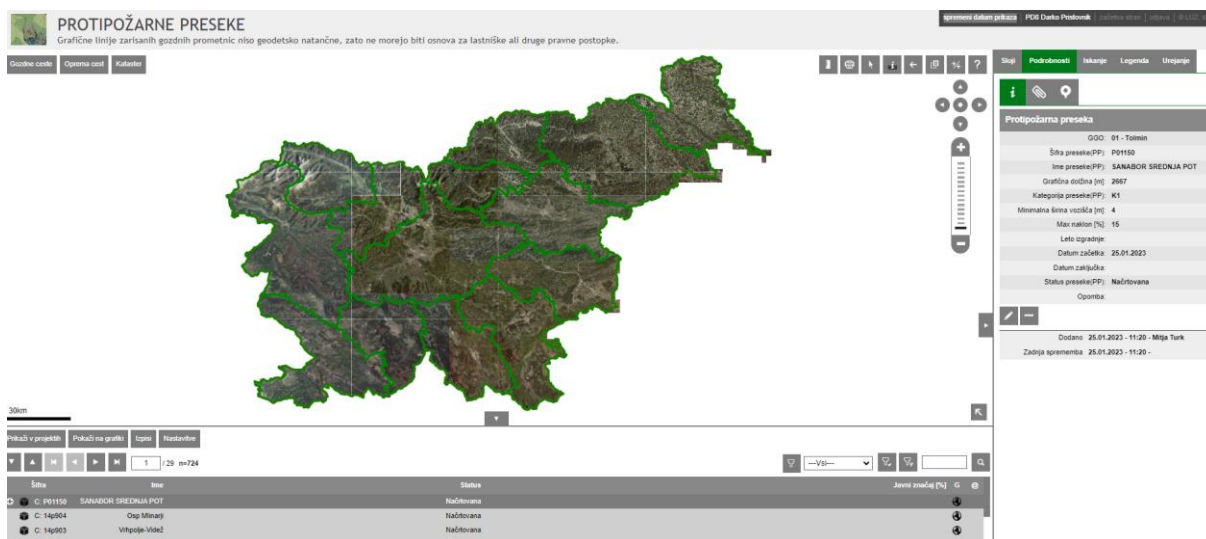 PROTIPOŽARNE PRESEKE
Grafične linije zarisanih gozdnih prometnic niso geodetsko natančne, zato ne morejo biti osnova za lastniške ali druge pravne postopke.
spremeni datum prikaza | PDB Darko Pristovnik | začetna stran | odjava | © LUZ, d
Gozdne ceste Oprema cest Kataster
Sloji Podrobnosti Iskanje Legenda Urejanje
Protipožarna preseka
GGO: 01 - Tolmin
Šifra preseke(PP): P01150
Ime preseke(PP): SANABOR SREDNJA POT
Grafična dolžina [m]: 2667
Kategorija preseke(PP): K1
Minimalna širina vozišča [m]: 4
Max naklon [%]: 15
Leto izgradnje:
Datum začetka: 25.01.2023
Datum zaključka:
Status preseke(PP): Načrtovana
Opomba:
Dodano 25.01.2023 - 11:20 - Mitja Turk
Zadnja sprememba 25.01.2023 - 11:20 -
30km
Prikaži v projektih Pokaži na grafiki Izpisi Nastavitve
1 / 29 n=724
---Vsi---
Šifra Ime Status Javni značaj [%] G @
C: P01150 SANABOR SREDNJA POT Načrtovana
C: 14p904 Osp Mlinarji Načrtovana
C: 14p903 Vrhpolje-Videž Načrtovana